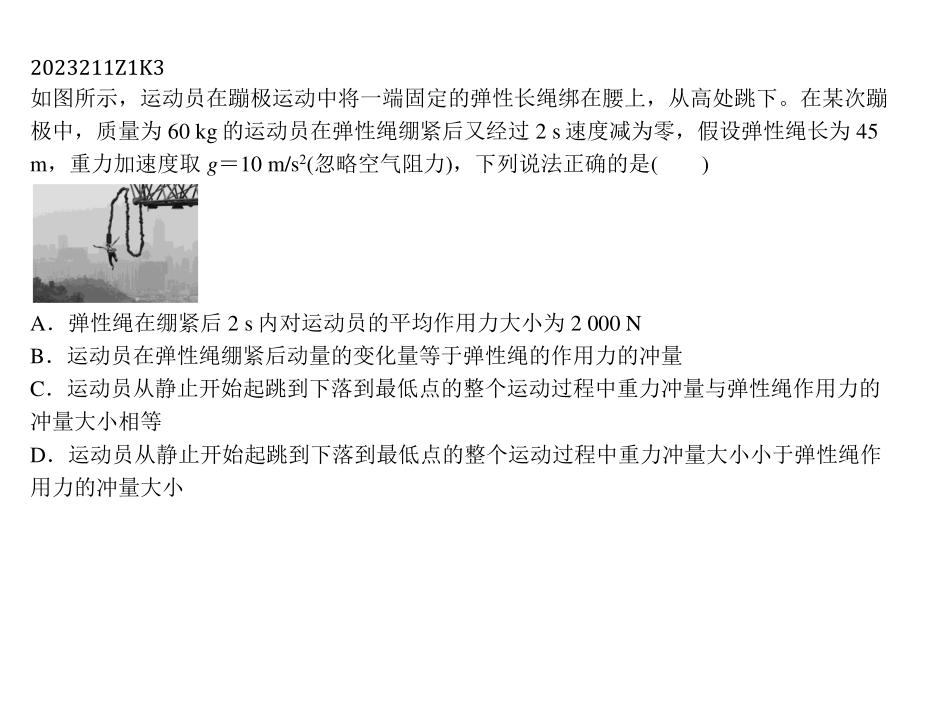 2023211Z1K3
如图所示，运动员在蹦极运动中将一端固定的弹性长绳绑在腰上，从高处跳下。在某次蹦
极中，质量为 60 kg 的运动员在弹性绳绷紧后又经过 2 s 速度减为零，假设弹性绳长为 45
m，重力加速度取 g＝10 m/s²(忽略空气阻力)，下列说法正确的是(　　)
A．弹性绳在绷紧后 2 s 内对运动员的平均作用力大小为 2 000 N
B．运动员在弹性绳绷紧后动量的变化量等于弹性绳的作用力的冲量
C．运动员从静止开始起跳到下落到最低点的整个运动过程中重力冲量与弹性绳作用力的
冲量大小相等
D．运动员从静止开始起跳到下落到最低点的整个运动过程中重力冲量大小小于弹性绳作
用力的冲量大小